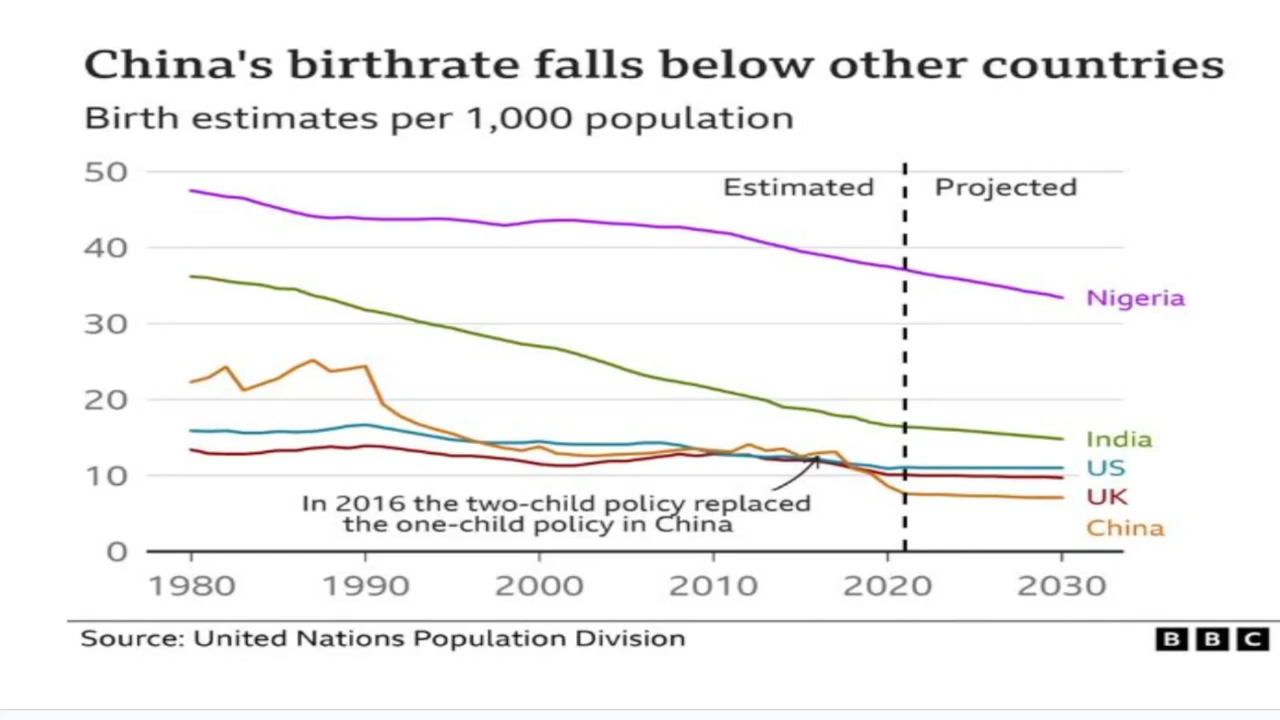 China's birthrate falls below other countries
Birth estimates per 1,000 population
50
Estimated
Projected
40
Nigeria
30
20
India
US
10
UK
In 2016 the two-child policy replaced
the one-child policy in China
China
0
1980 1990 2000 2010 2020 2030
Source: United Nations Population Division
BBC